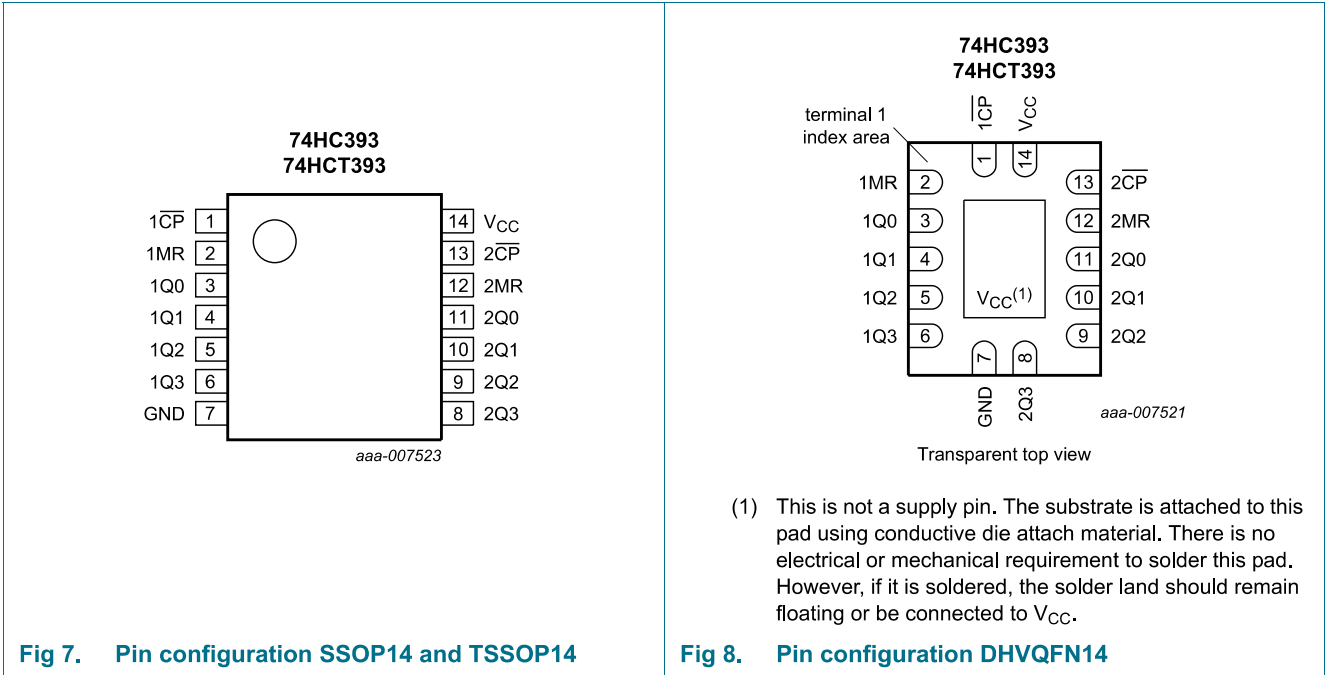 74HC393
74HCT393
1C̅P̅ 1
1MR 2
1Q0 3
1Q1 4
1Q2 5
1Q3 6
GND 7
14 VCC
13 2C̅P̅
12 2MR
11 2Q0
10 2Q1
9 2Q2
8 2Q3
aaa-007523
Fig 7. Pin configuration SSOP14 and TSSOP14
74HC393
74HCT393
terminal 1
index area
1̅C̅P̅ 1
VCC 14
1MR 2
1Q0 3
1Q1 4
1Q2 5
1Q3 6
13 2C̅P̅
12 2MR
11 2Q0
10 2Q1
9 2Q2
VCC(1)
7 GND
8 2Q3
aaa-007521
Transparent top view
(1) This is not a supply pin. The substrate is attached to this
pad using conductive die attach material. There is no
electrical or mechanical requirement to solder this pad.
However, if it is soldered, the solder land should remain
floating or be connected to VCC.
Fig 8. Pin configuration DHVQFN14